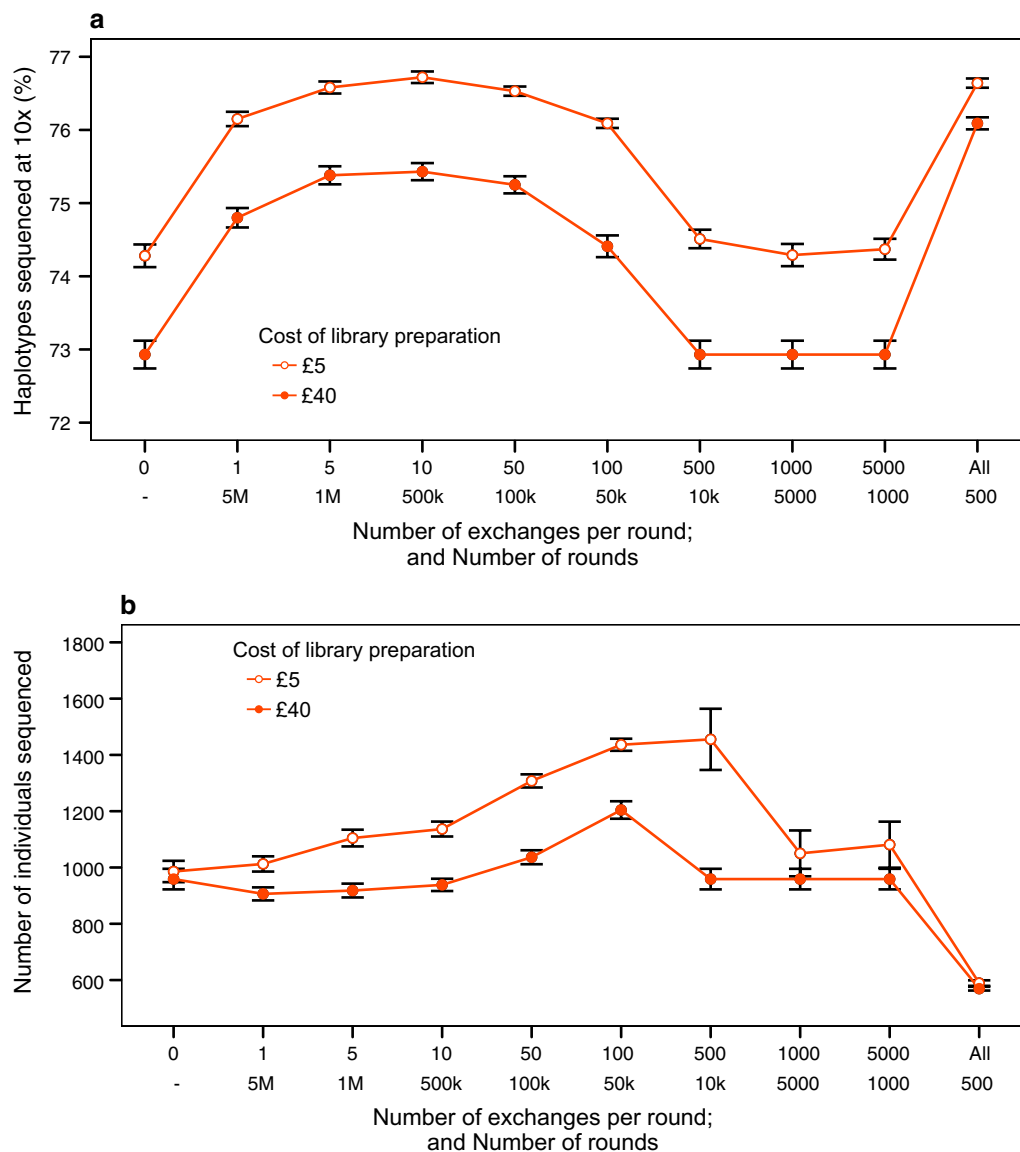 a
Haplotypes sequenced at 10x (%)
77
76
75
74
73
72
Cost of library preparation
£5
£40
0 1 5 10 50 100 500 1000 5000 All
- 5M 1M 500k 100k 50k 10k 5000 1000 500
Number of exchanges per round;
and Number of rounds
b
Number of individuals sequenced
1800
1600
1400
1200
1000
800
600
Cost of library preparation
£5
£40
0 1 5 10 50 100 500 1000 5000 All
- 5M 1M 500k 100k 50k 10k 5000 1000 500
Number of exchanges per round;
and Number of rounds